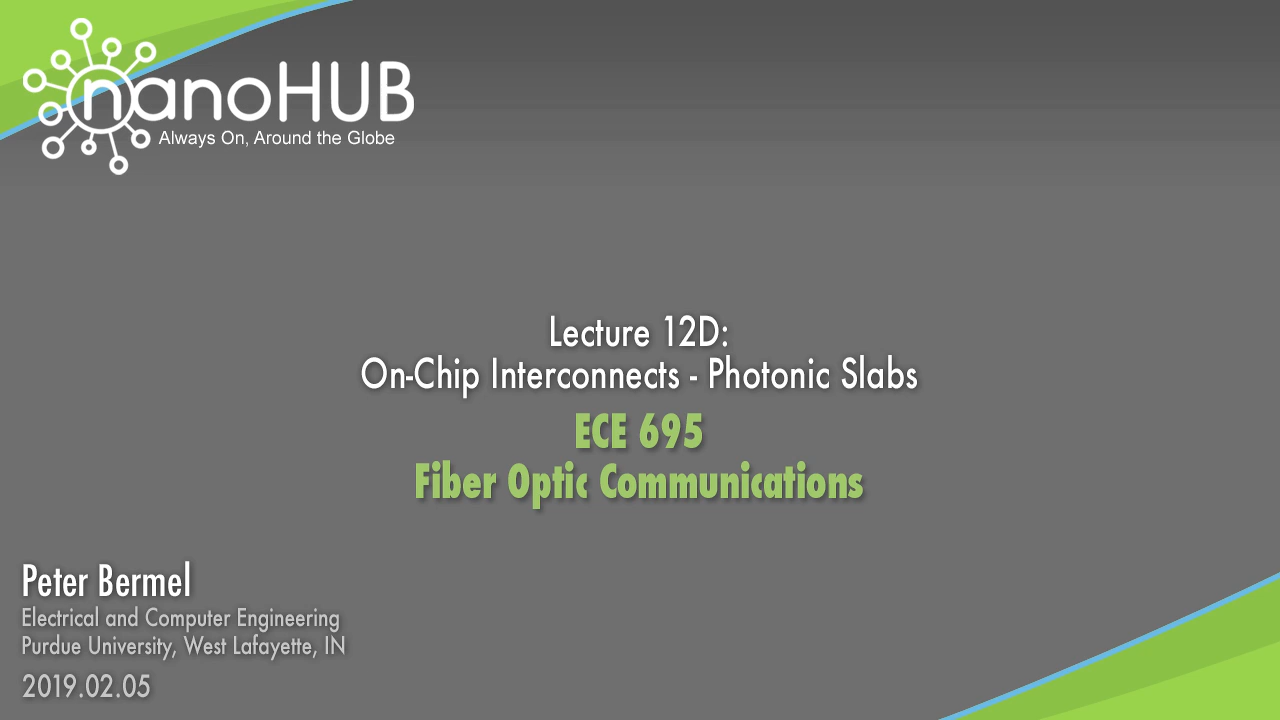 nanoHUB
Always On, Around the Globe
Lecture 12D:
On-Chip Interconnects - Photonic Slabs
ECE 695
Fiber Optic Communications
Peter Bermel
Electrical and Computer Engineering
Purdue University, West Lafayette, IN
2019.02.05